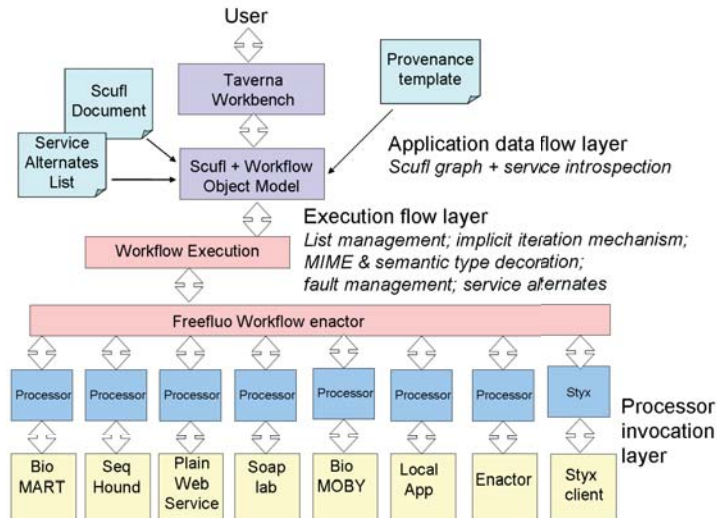 User
Provenance
template
Taverna
Workbench
Scufl
Document
Service
Alternates
List
Scufl + Workflow
Object Model
Application data flow layer
Scufl graph + service introspection
Execution flow layer
List management; implicit iteration mechanism;
MIME & semantic type decoration;
fault management; service alternates
Workflow Execution
Freefluo Workflow enactor
Processor
Processor
Processor
Processor
Processor
Processor
Processor
Styx
Processor
invocation
layer
Bio
MART
Seq
Hound
Plain
Web
Service
Soap
lab
Bio
MOBY
Local
App
Enactor
Styx
client